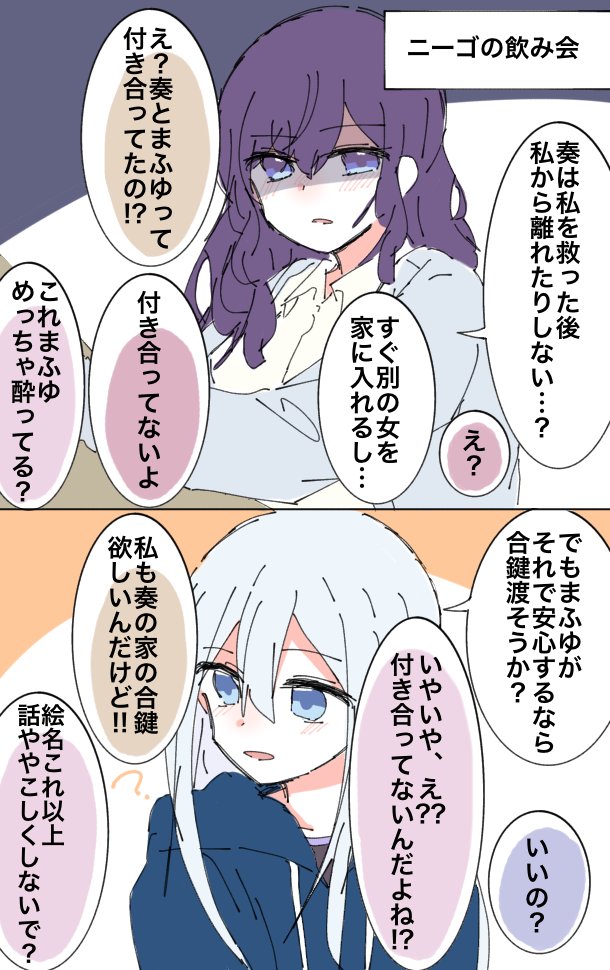 ニーゴの飲み会
奏は私を救った後
私から離れたりしない…?
え?奏とまふゆって
付き合ってたの!?
え?
すぐ別の女を
家に入れるし…
付き合ってないよ
これまふゆ
めっちゃ酔ってる?
でもまふゆが
それで安心するなら
合鍵渡そうか?
いやいや、え??
付き合ってないんだよね!?
いいの?
私も奏の家の合鍵
欲しいんだけど!!
絵名これ以上
話ややこしくしないで?
?